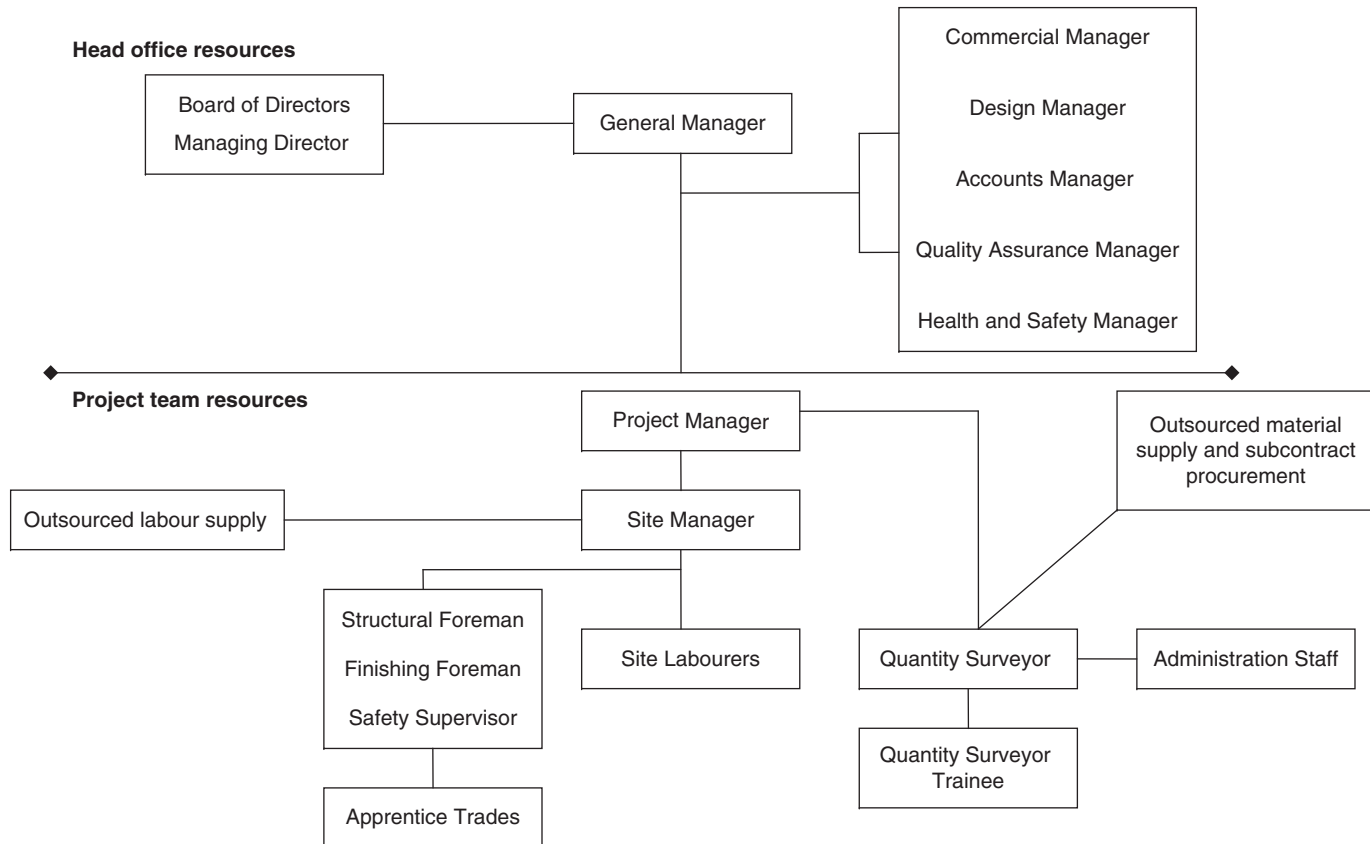 Head office resources
Board of Directors
Managing Director
General Manager
Commercial Manager
Design Manager
Accounts Manager
Quality Assurance Manager
Health and Safety Manager
Project team resources
Project Manager
Outsourced material
supply and subcontract
procurement
Outsourced labour supply
Site Manager
Structural Foreman
Finishing Foreman
Safety Supervisor
Site Labourers
Quantity Surveyor
Administration Staff
Quantity Surveyor
Trainee
Apprentice Trades